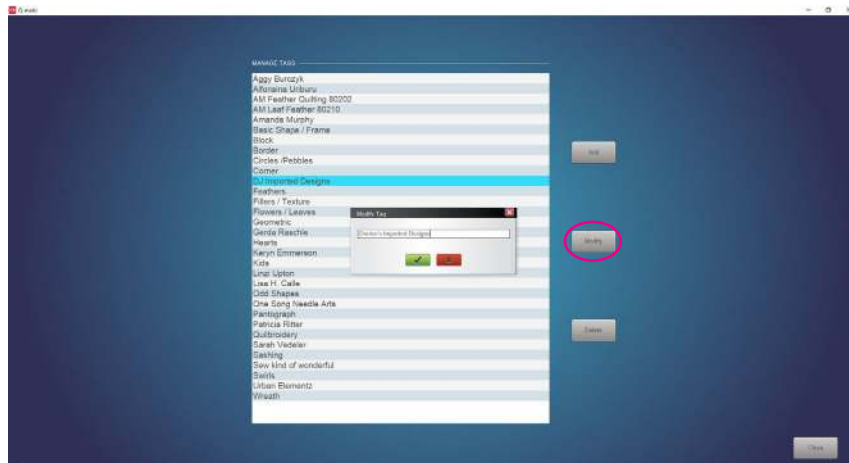 MANAGE TAGS
Aggy Burczyk
Alfonsina Uriburu
AM Feather Quilting 80202
AM Leaf Feather 80210
Amanda Murphy
Basic Shape / Frame
Block
Border
Circles /Pebbles
Corner
DJ Imported Designs
Feathers
Fillers / Texture
Flowers / Leaves
Geometric
Gerda Raschle
Hearts
Keryn Emmerson
Kids
Linzi Upton
Lisa H. Calle
Odd Shapes
One Song Needle Arts
Pantograph
Patricia Ritter
Quiltbroidery
Sarah Vedeler
Sashing
Sew kind of wonderful
Swirls
Urban Elementz
Wreath
Modify Tag
Imported Designs
Add
Modify
Delete
Close